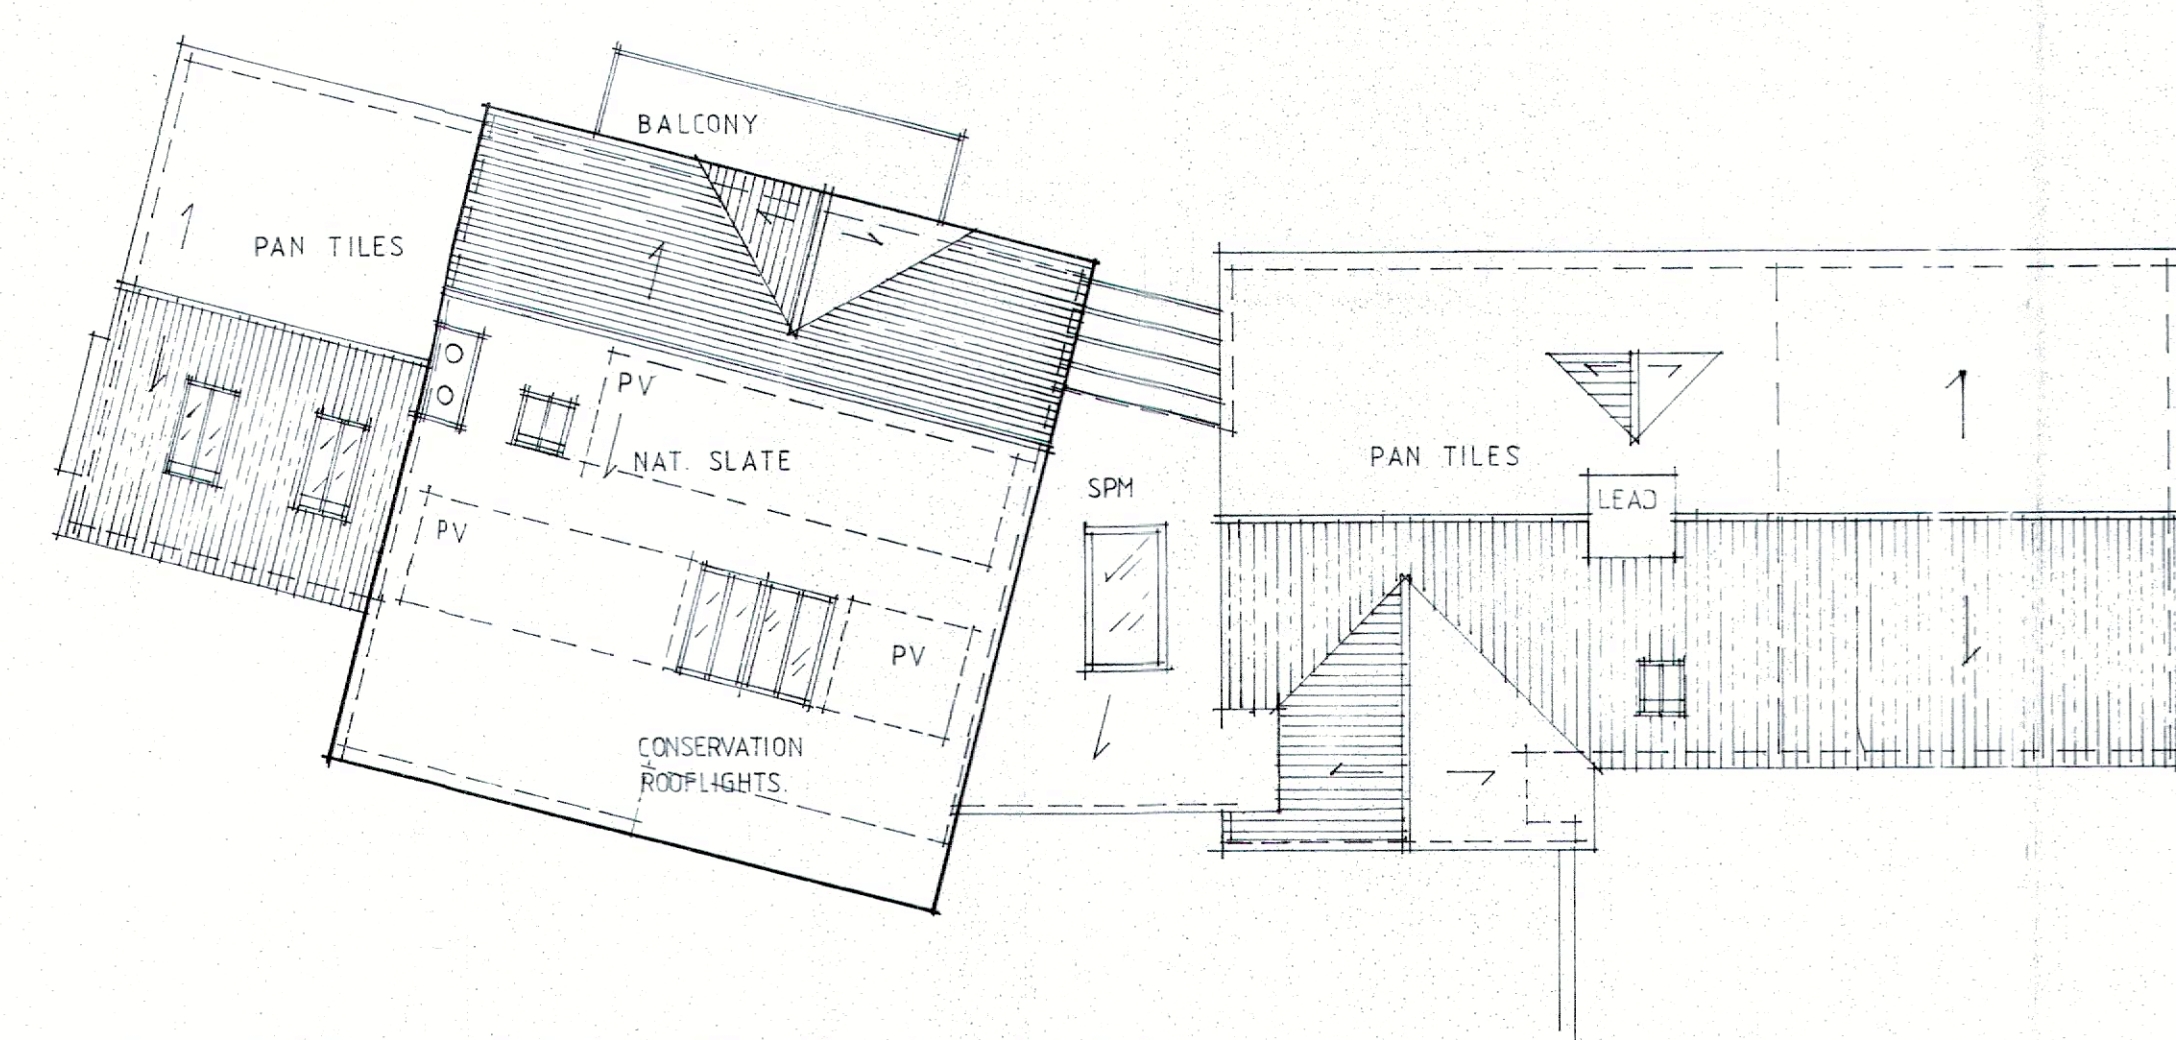 BALCONY
PAN TILES
PV
NAT. SLATE
PV
PV
CONSERVATION
ROOFLIGHTS.
SPM
PAN TILES
LEAD